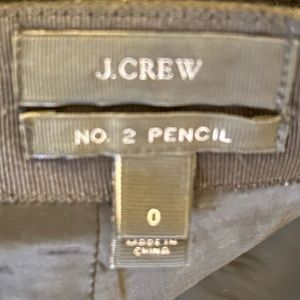 J.CREW
NO. 2 PENCIL
0
MADE IN
CHINA